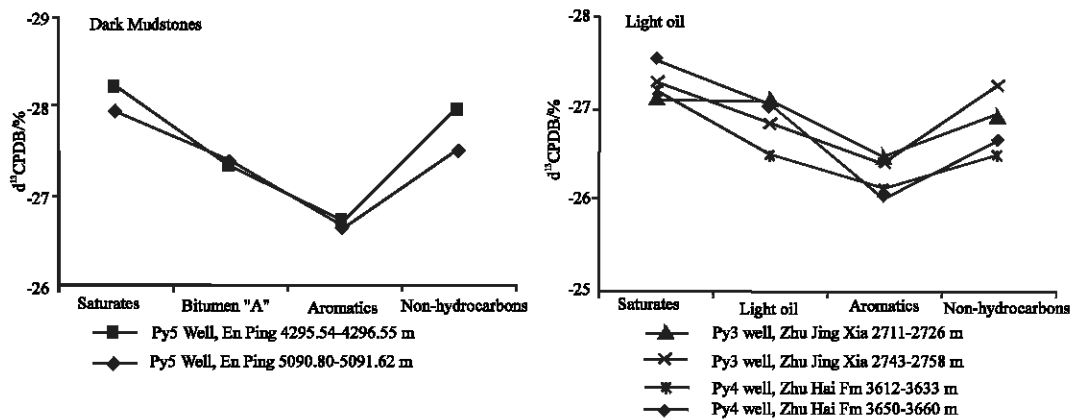 Dark Mudstones
-29
-28
-27
-26
d¹³CPDB/%
Saturates Bitumen "A" Aromatics Non-hydrocarbons
Py5 Well, En Ping 4295.54-4296.55 m
Py5 Well, En Ping 5090.80-5091.62 m
Light oil
-28
-27
-26
-25
d¹³CPDB/%
Saturates Light oil Aromatics Non-hydrocarbons
Py3 well, Zhu Jing Xia 2711-2726 m
Py3 well, Zhu Jing Xia 2743-2758 m
Py4 well, Zhu Hai Fm 3612-3633 m
Py4 well, Zhu Hai Fm 3650-3660 m